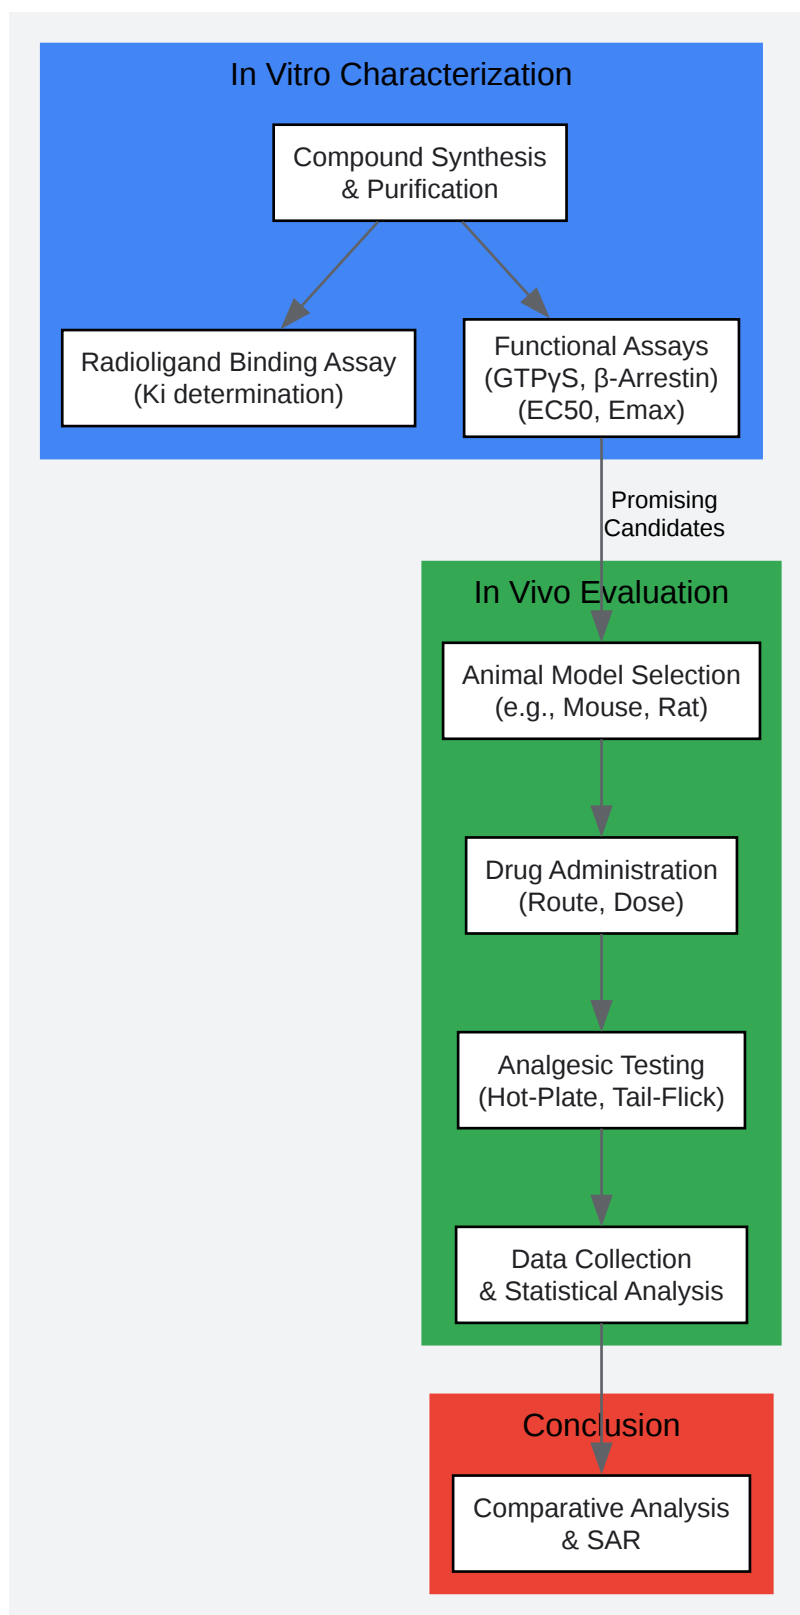 In Vitro Characterization
Compound Synthesis
& Purification
Radioligand Binding Assay
(Ki determination)
Functional Assays
(GTPγS, β-Arrestin)
(EC50, Emax)
Promising
Candidates
In Vivo Evaluation
Animal Model Selection
(e.g., Mouse, Rat)
Drug Administration
(Route, Dose)
Analgesic Testing
(Hot-Plate, Tail-Flick)
Data Collection
& Statistical Analysis
Conclusion
Comparative Analysis
& SAR